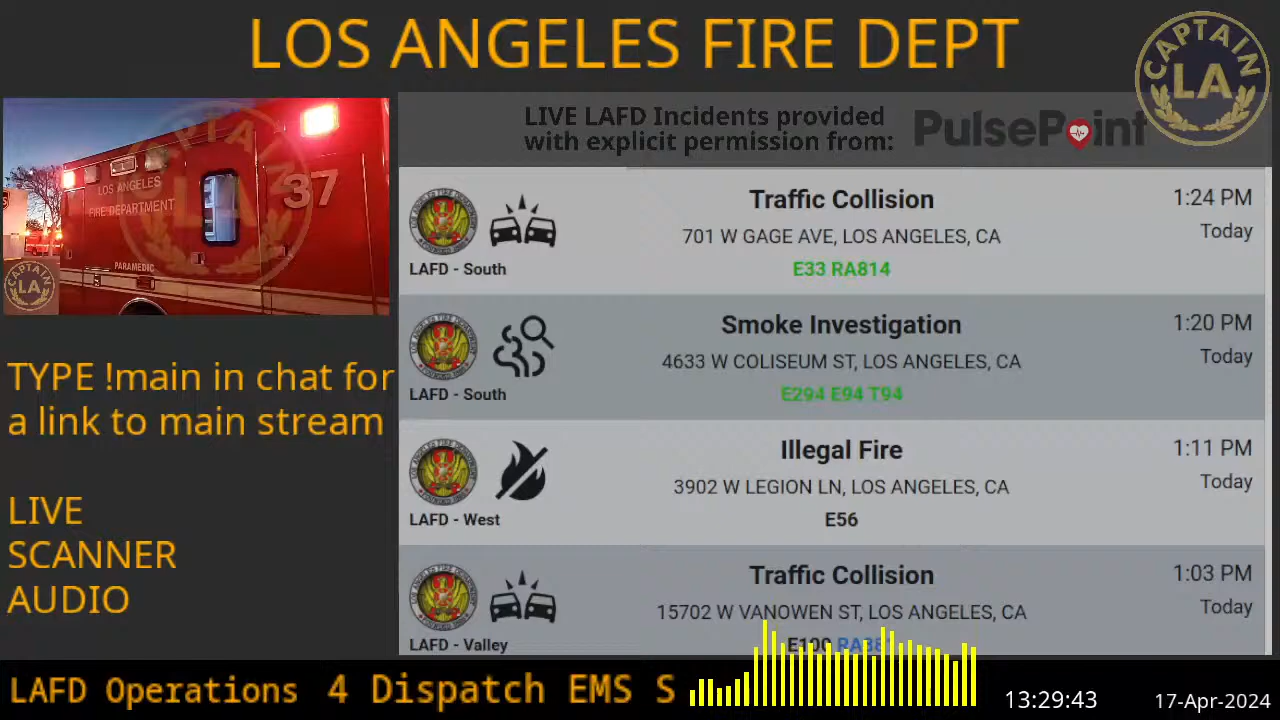 LOS ANGELES FIRE DEPT
CAPTAIN
LA
LIVE LAFD Incidents provided
with explicit permission from:
PulsePoint
LOS ANGELES
FIRE DEPARTMENT
37
PARAMEDIC
CAPTAIN
LA
Traffic Collision
1:24 PM
701 W GAGE AVE, LOS ANGELES, CA
Today
LAFD - South
E33 RA814
Smoke Investigation
1:20 PM
4633 W COLISEUM ST, LOS ANGELES, CA
Today
LAFD - South
E294 E94 T94
Illegal Fire
1:11 PM
3902 W LEGION LN, LOS ANGELES, CA
Today
LAFD - West
E56
Traffic Collision
1:03 PM
15702 W VANOWEN ST, LOS ANGELES, CA
Today
LAFD - Valley
E100
TYPE !main in chat for
a link to main stream
LIVE
SCANNER
AUDIO
LAFD Operations 4 Dispatch EMS S
13:29:43
17-Apr-2024